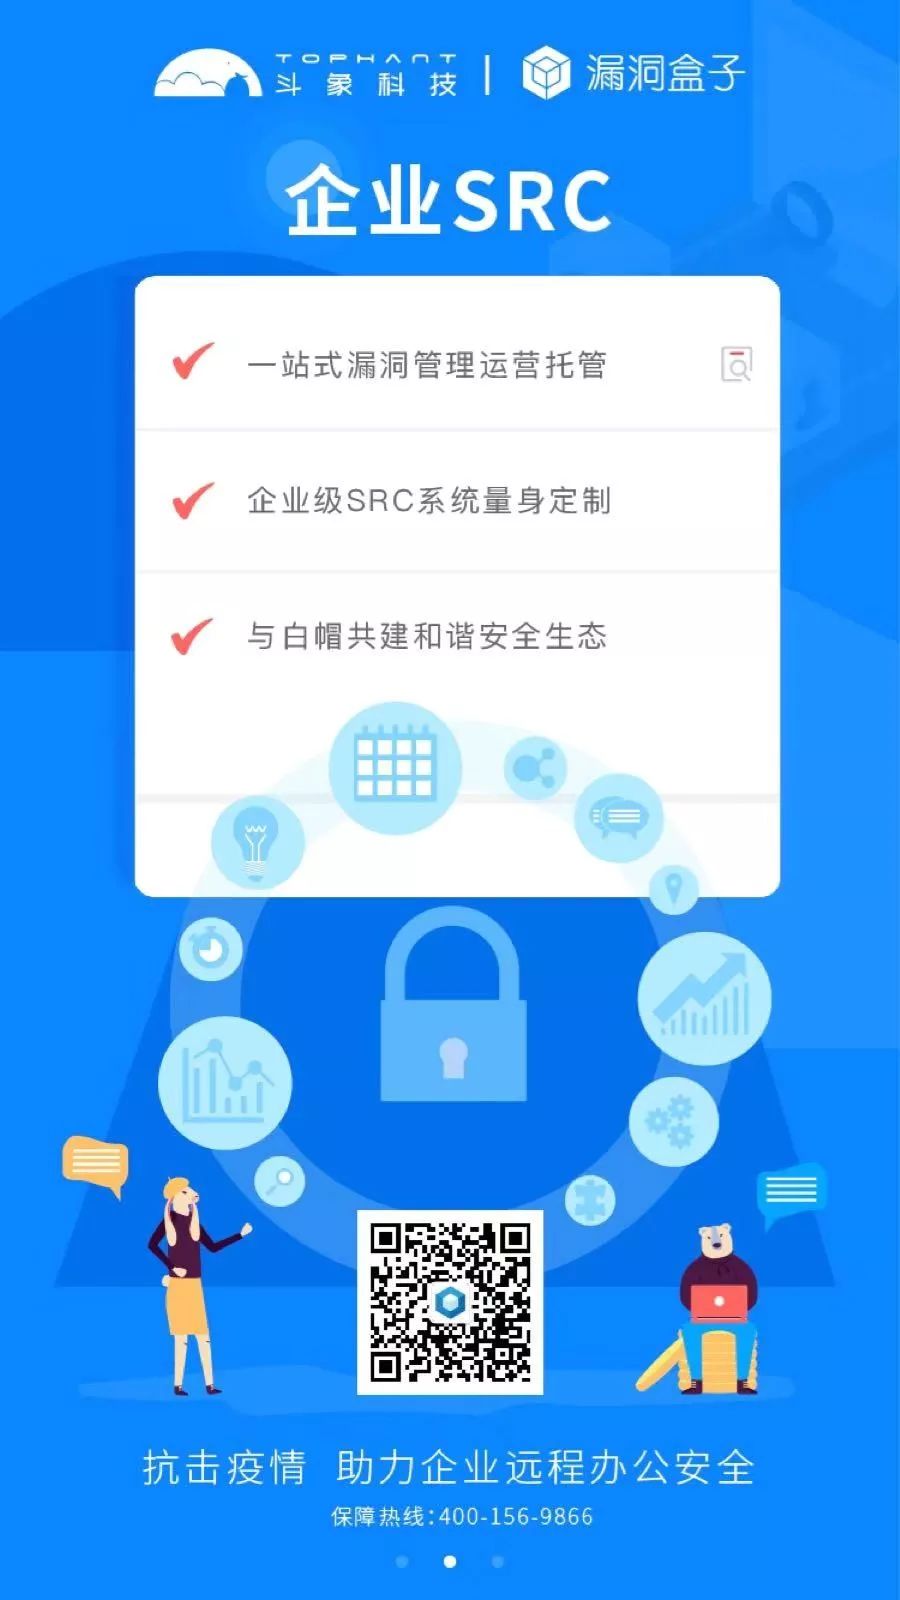 TOPHANT
斗象科技 | 漏洞盒子
企业SRC
一站式漏洞管理运营托管
企业级SRC系统量身定制
与白帽共建和谐安全生态
抗击疫情 助力企业远程办公安全
保障热线:400-156-9866